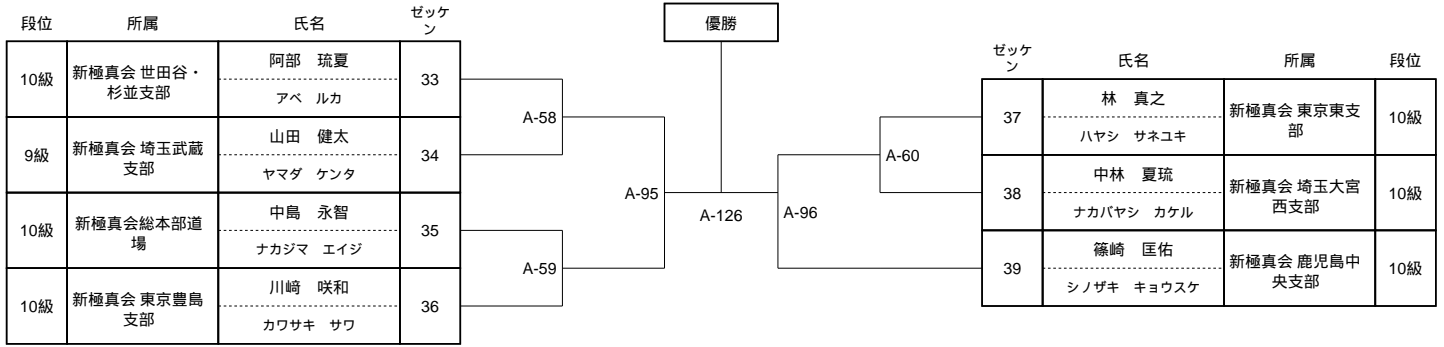 優勝
段位 所属 氏名 ゼッケ
ン
10級 新極真会 世田谷・
杉並支部 阿部 琉夏
アベ ルカ 33
9級 新極真会 埼玉武蔵
支部 山田 健太
ヤマダ ケンタ 34
10級 新極真会総本部道
場 中島 永智
ナカジマ エイジ 35
10級 新極真会 東京豊島
支部 川﨑 咲和
カワサキ サワ 36
A-58
A-59
A-95
A-126
A-96
A-60
ゼッケ
ン 氏名 所属 段位
37 林 真之
ハヤシ サネユキ 新極真会 東京東支
部 10級
38 中林 夏琉
ナカバヤシ カケル 新極真会 埼玉大宮
西支部 10級
39 篠崎 匡佑
シノザキ キョウスケ 新極真会 鹿児島中
央支部 10級